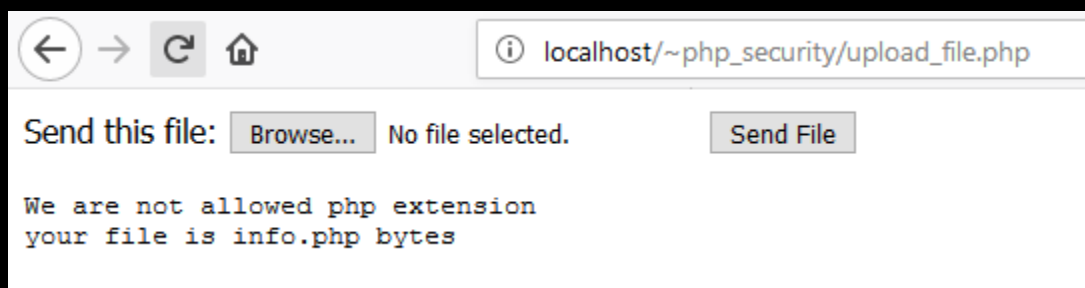 localhost/~php_security/upload_file.php
Send this file: Browse... No file selected. Send File
We are not allowed php extension
your file is info.php bytes